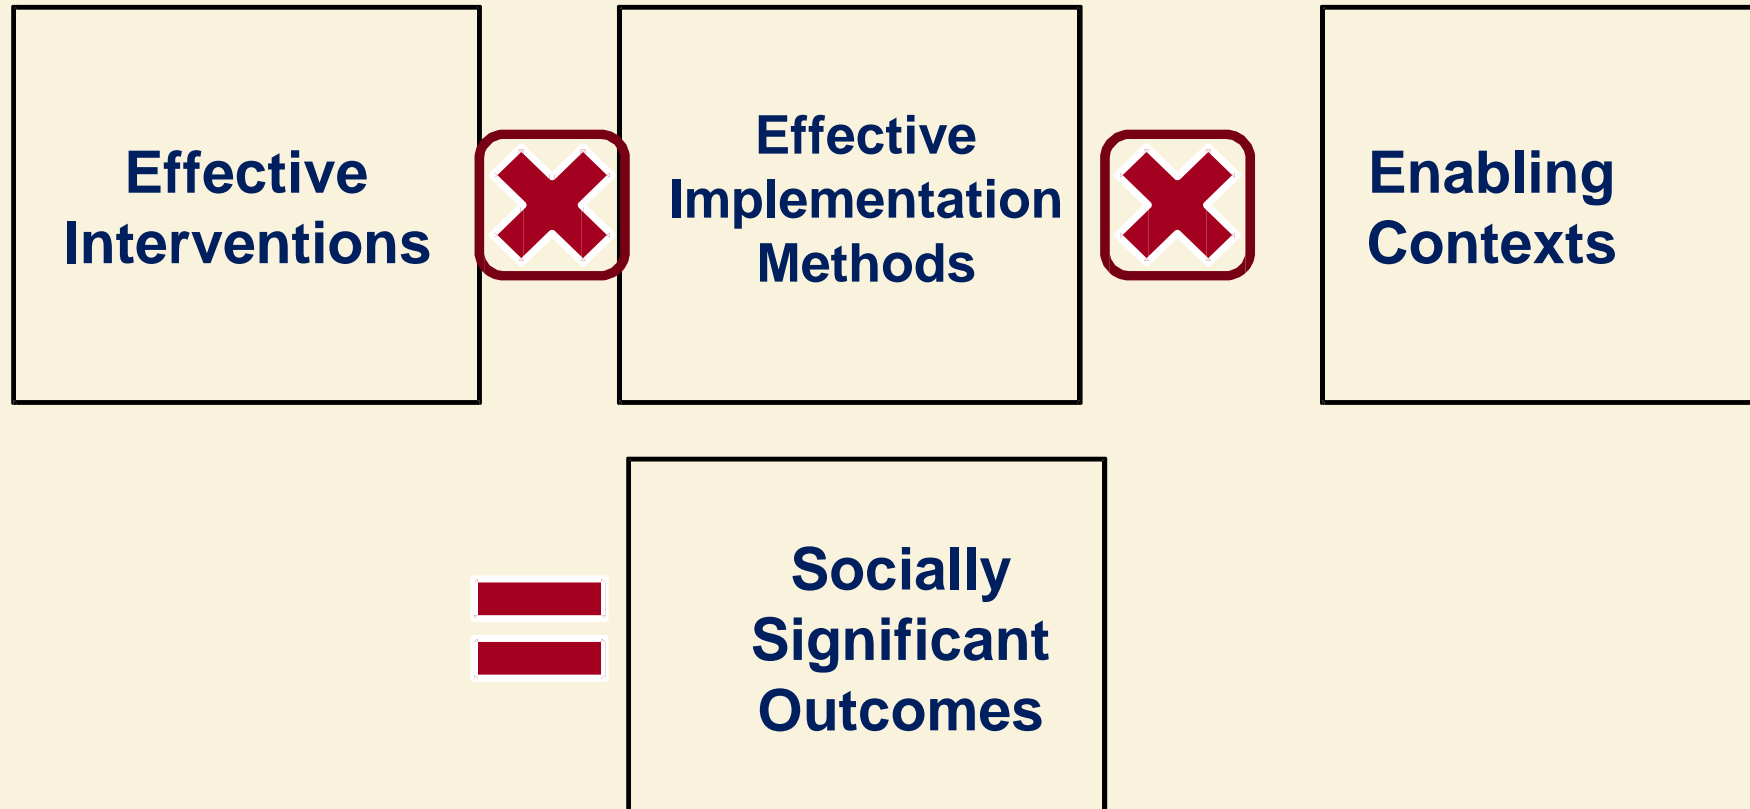 Effective
Interventions
Effective
Implementation
Methods
Enabling
Contexts
Socially
Significant
Outcomes